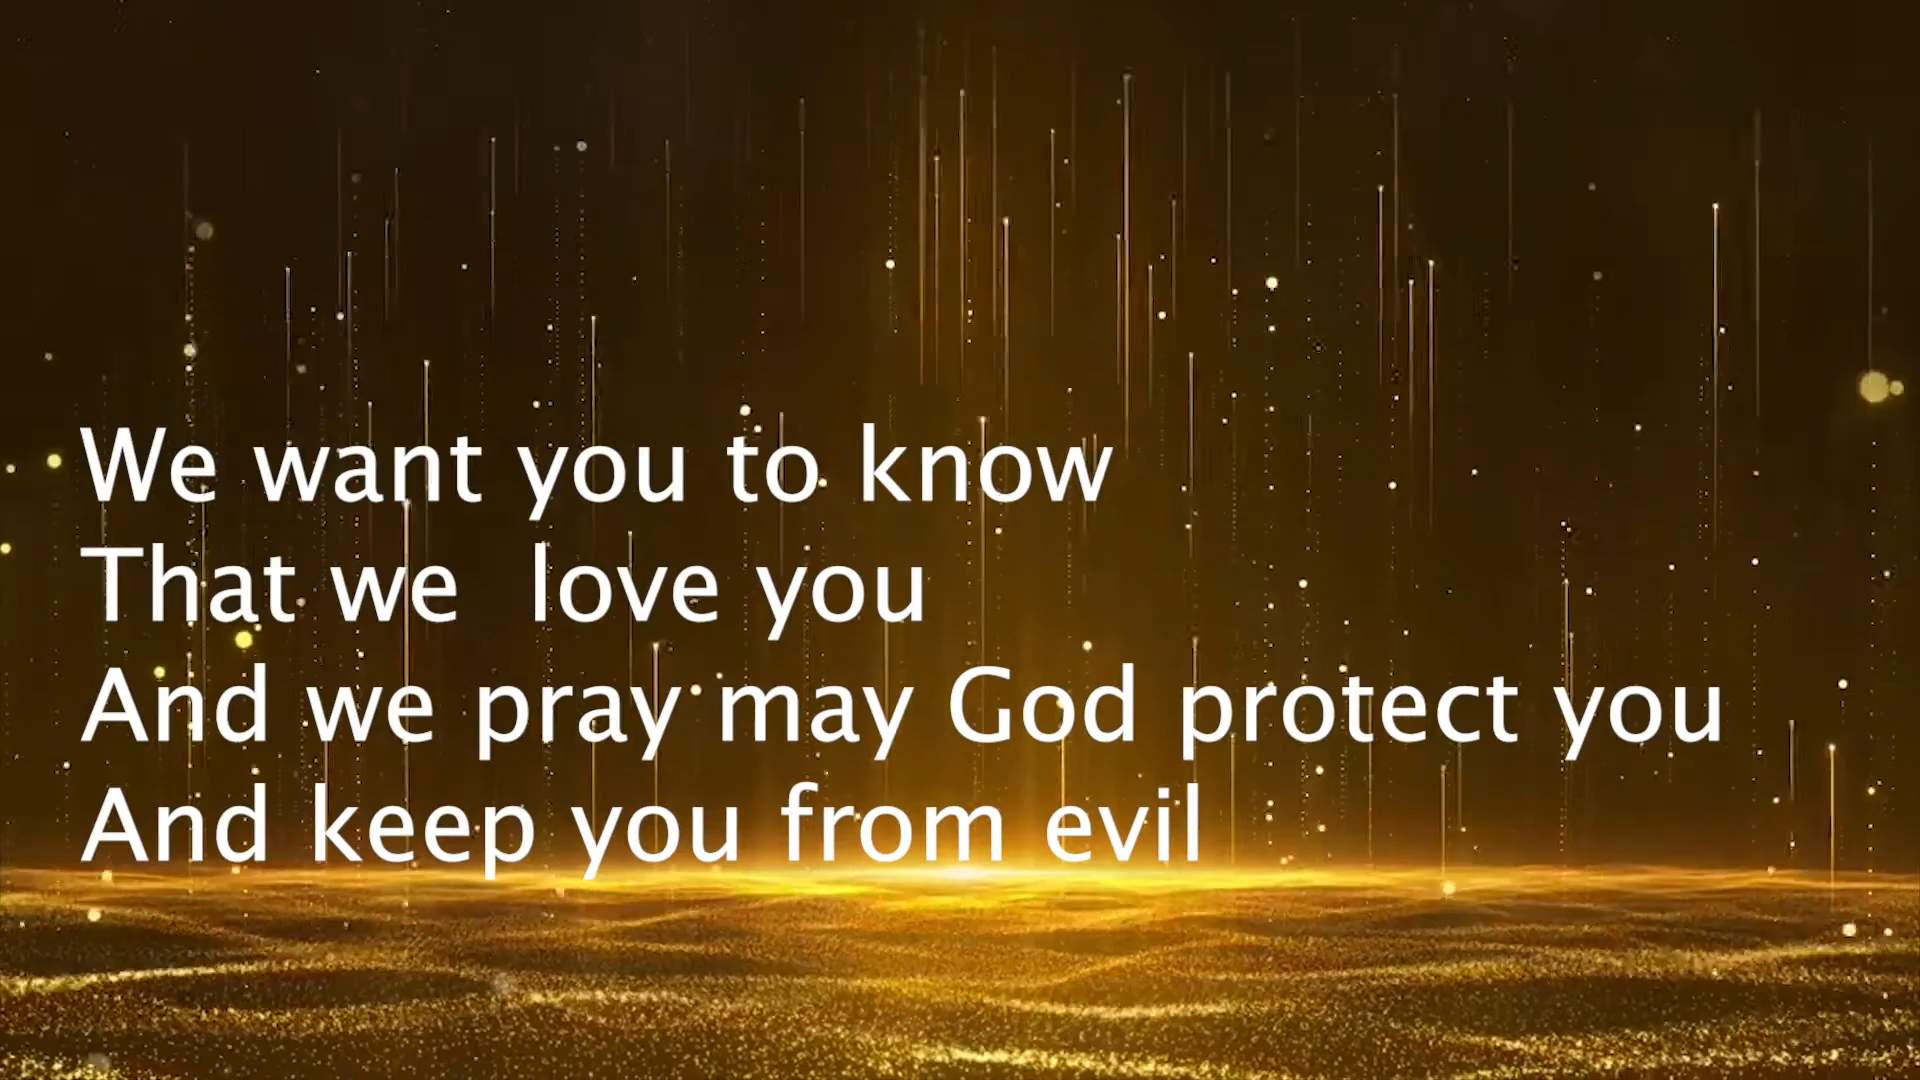 We want you to know
That we  love you
And we pray may God protect you
And keep you from evil